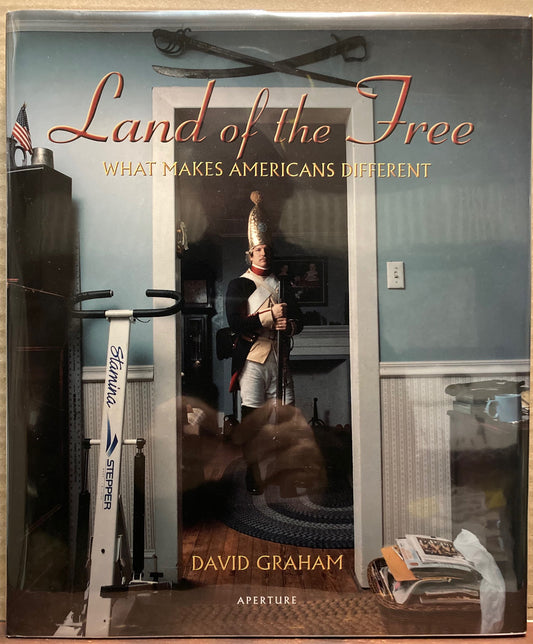 Land of the Free
WHAT MAKES AMERICANS DIFFERENT
Stamina
STEPPER
DAVID GRAHAM
APERTURE